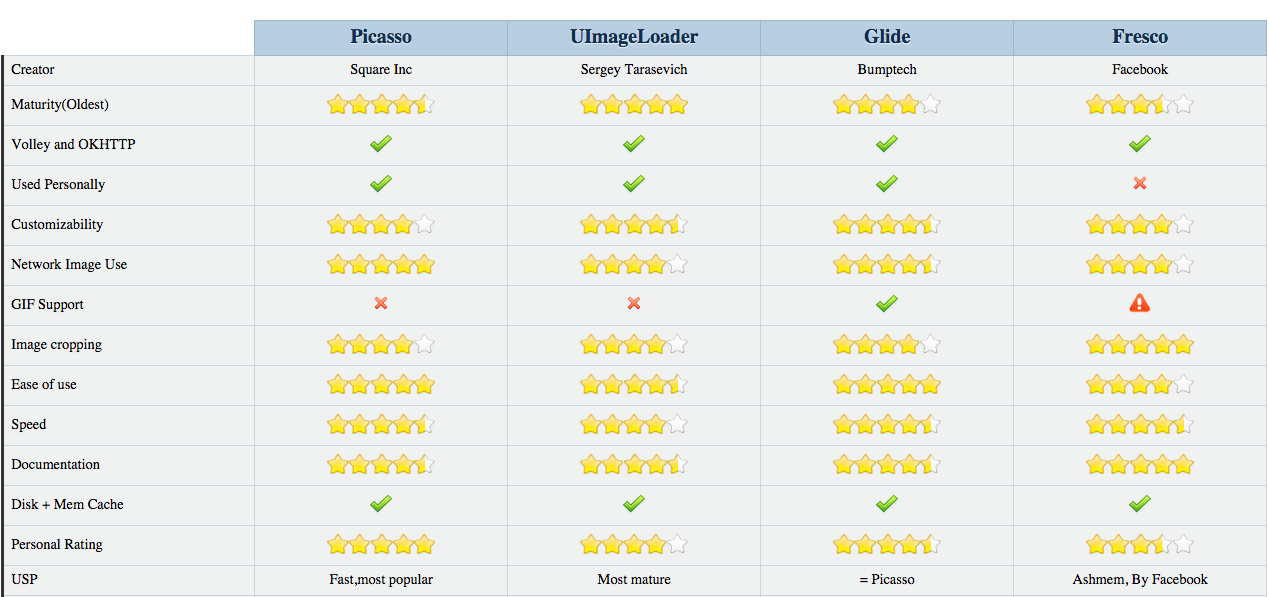 Picasso UImageLoader Glide Fresco
Creator Square Inc Sergey Tarasevich Bumptech Facebook
Maturity(Oldest)
Volley and OKHTTP
Used Personally
Customizability
Network Image Use
GIF Support
Image cropping
Ease of use
Speed
Documentation
Disk + Mem Cache
Personal Rating
USP Fast,most popular Most mature = Picasso Ashmem, By Facebook